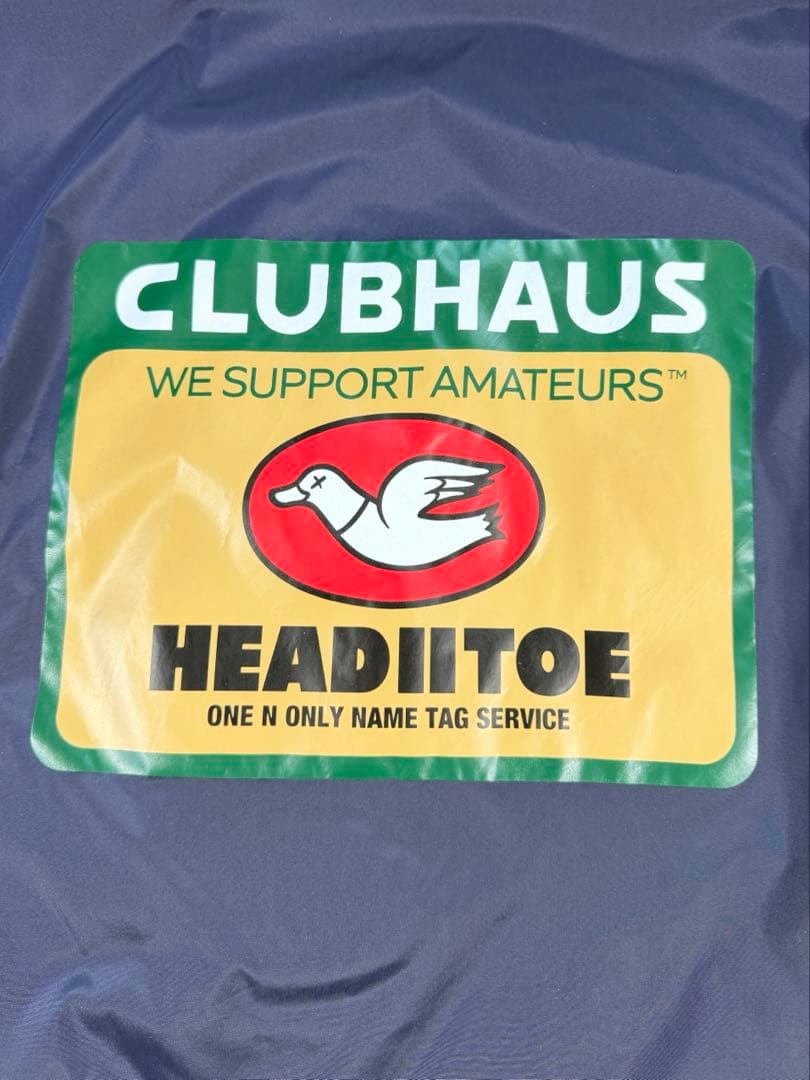 CLUBHAUS
WE SUPPORT AMATEURS™
HEADIITOE
ONE N ONLY NAME TAG SERVICE